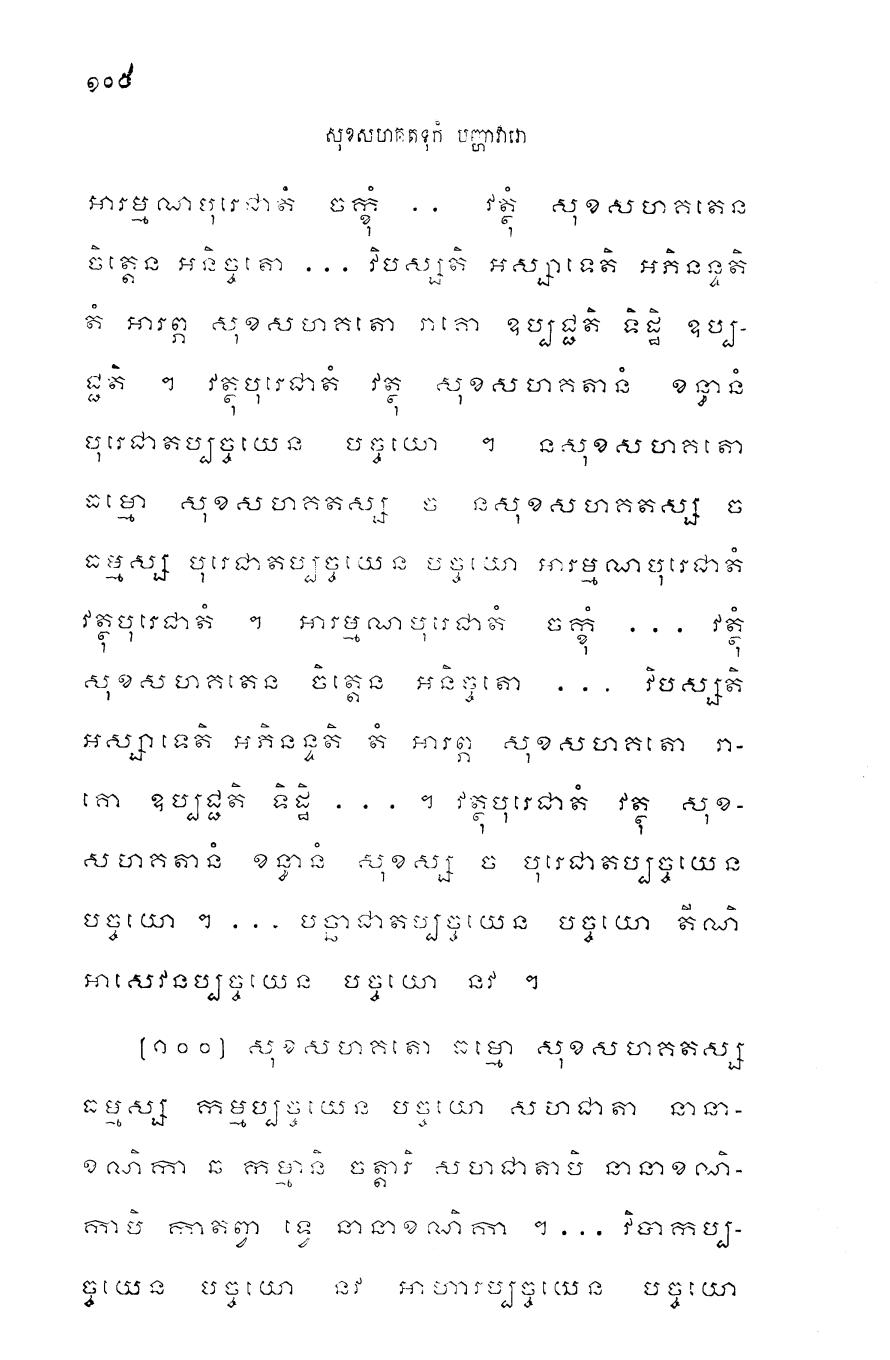 ១០៥
សុខសហគតទុកំ បញ្ហាវារោ
អារម្មណបុរេជាតំ ចក្ខុំ . . វត្ថុំ សុខសហគតេន
ចិត្តេន អនិច្ចតោ ... វិបស្សតិ អស្សាទេតិ អភិនន្ទតិ
តំ អារព្ភ សុខសហគតោ រាគោ ឧប្បជ្ជតិ ទិដ្ឋិ ឧប្ប-
ជ្ជតិ ។ វត្ថុបុរេជាតំ វត្ថុ សុខសហគតានំ ខន្ធានំ
បុរេជាតប្បច្ចយេន បច្ចយោ ។ នសុខសហគតោ
ធម្មោ សុខសហគតស្ស ច នសុខសហគតស្ស ច
ធម្មស្ស បុរេជាតប្បច្ចយេន បច្ចយោ អារម្មណបុរេជាតំ
វត្ថុបុរេជាតំ ។ អារម្មណបុរេជាតំ ចក្ខុំ ... វត្ថុំ
សុខសហគតេន ចិត្តេន អនិច្ចតោ ... វិបស្សតិ
អស្សាទេតិ អភិនន្ទតិ តំ អារព្ភ សុខសហគតោ រា-
គោ ឧប្បជ្ជតិ ទិដ្ឋិ ... ។ វត្ថុបុរេជាតំ វត្ថុ សុខ-
សហគតានំ ខន្ធានំ សុខស្ស ច បុរេជាតប្បច្ចយេន
បច្ចយោ ។ ... បច្ឆាជាតប្បច្ចយេន បច្ចយោ តីណិ
អាសេវនប្បច្ចយេន បច្ចយោ នវ ។
[១០០] សុខសហគតោ ធម្មោ សុខសហគតស្ស
ធម្មស្ស កម្មប្បច្ចយេន បច្ចយោ សហជាតា នានា-
ខណិកា ឆ កម្មានិ ចត្តារិ សហជាតាបិ នានាខណិ-
កាបិ កាតព្វា ទ្វេ នានាខណិកា ។ ... វិបាកប្ប-
ច្ចយេន បច្ចយោ នវ អាហារប្បច្ចយេន បច្ចយោ